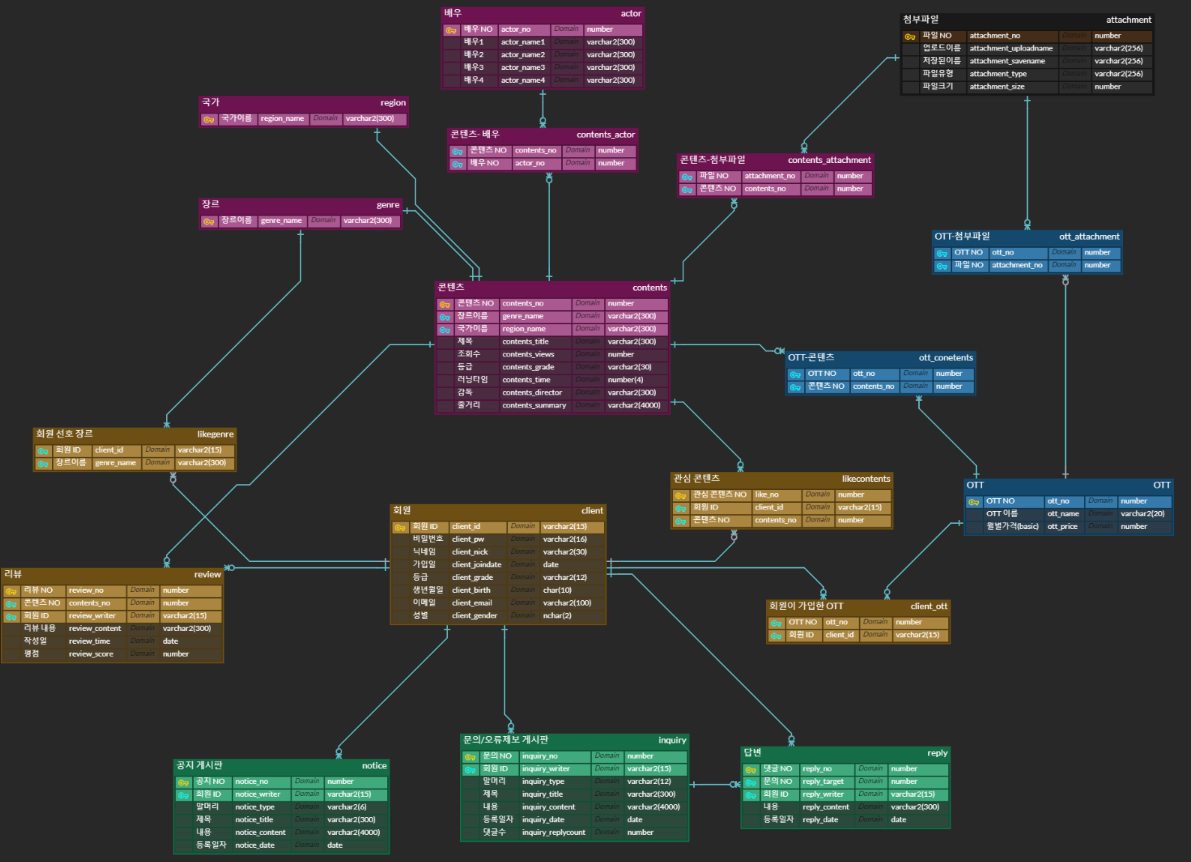 배우 actor
배우 NO actor_no Domain number
배우1 actor_name1 varchar2(300)
배우2 actor_name2 Domain varchar2(300)
배우3 actor_name3 Domain varchar2(300)
배우4 actor_name4 Domain varchar2(300)
첨부파일 attachment
파일 NO attachment_no Domain number
업로드이름 attachment_uploadname varchar2(256)
저장된이름 attachment_savename varchar2(256)
파일유형 attachment_type Domain varchar2(256)
파일크기 attachment_size Domain number
국가 region
국가이름 region_name Domain varchar2(300)
콘텐즈- 배우 contents_actor
콘텐즈 NO contents_no Domain number
배우 NO actor_no Domain number
콘텐즈-첨부파일 contents_attachment
파일 NO attachment_no Domain number
콘텐즈 NO contents_no Domain number
장르 genre
장르이름 genre_name Domain varchar2(300)
OTT-첨부파일 ott_attachment
OTT NO ott_no Domain number
파일 NO attachment_no Domain number
콘텐즈 contents
콘텐즈 NO contents_no Domain number
장르이름 genre_name Domain varchar2(300)
국가이름 region_name Domain varchar2(300)
제목 contents_title Domain varchar2(300)
조회수 contents_views Domain number
등급 contents_grade Domain varchar2(30)
러닝타임 contents_time Domain number(4)
감독 contents_director Domain varchar2(300)
줄거리 contents_summary Domain varchar2(4000)
OTT-콘텐즈 ott_conetents
OTT NO ott_no Domain number
콘텐즈 NO contents_no Domain number
회원 선호 장르 likegenre
회원 ID client_id Domain varchar2(15)
장르이름 genre_name Domain varchar2(300)
관심 콘텐즈 likecontents
관심 콘텐즈 NO like_no Domain number
회원 ID client_id Domain varchar2(15)
콘텐즈 NO contents_no Domain number
OTT OTT
OTT NO ott_no Domain number
OTT 이름 ott_name Domain varchar2(20)
월별가격(basic) ott_price Domain number
회원 client
회원 ID client_id Domain varchar2(15)
비밀번호 client_pw Domain varchar2(16)
닉네임 client_nick Domain varchar2(30)
가입일 client_joindate Domain date
등급 client_grade Domain varchar2(12)
생년월일 client_birth Domain char(10)
이메일 client_email Domain varchar2(100)
성별 client_gender Domain nchar(2)
리뷰 review
리뷰 NO review_no Domain number
콘텐즈 NO contents_no Domain number
회원 ID review_writer Domain varchar2(15)
리뷰 내용 review_content Domain varchar2(300)
작성일 review_time Domain date
평점 review_score Domain number
회원이 가입한 OTT client_ott
OTT NO ott_no Domain number
회원 ID client_id Domain varchar2(15)
공지 게시판 notice
공지 NO notice_no Domain number
회원 ID notice_writer Domain varchar2(15)
말머리 notice_type Domain varchar2(6)
제목 notice_title Domain varchar2(300)
내용 notice_content Domain varchar2(4000)
등록일자 notice_date Domain date
문의/오류제보 게시판 inquiry
문의 NO inquiry_no Domain number
회원 ID inquiry_writer Domain varchar2(15)
말머리 inquiry_type Domain varchar2(12)
제목 inquiry_title Domain varchar2(300)
내용 inquiry_content Domain varchar2(4000)
등록일자 inquiry_date Domain date
댓글수 inquiry_replycount Domain number
답변 reply
댓글 NO reply_no Domain number
문의 NO reply_target Domain number
회원 ID reply_writer Domain varchar2(15)
내용 reply_content Domain varchar2(300)
등록일자 reply_date Domain date